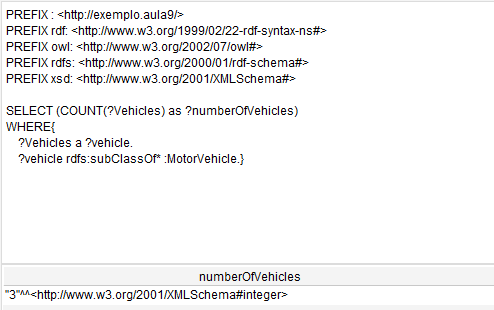 PREFIX : <http://exemplo.aula9/>
PREFIX rdf: <http://www.w3.org/1999/02/22-rdf-syntax-ns#>
PREFIX owl: <http://www.w3.org/2002/07/owl#>
PREFIX rdfs: <http://www.w3.org/2000/01/rdf-schema#>
PREFIX xsd: <http://www.w3.org/2001/XMLSchema#>
SELECT (COUNT(?Vehicles) as ?numberOfVehicles)
WHERE{
?Vehicles a ?vehicle.
?vehicle rdfs:subClassOf* :MotorVehicle.}
numberOfVehicles
"3"^^<http://www.w3.org/2001/XMLSchema#integer>